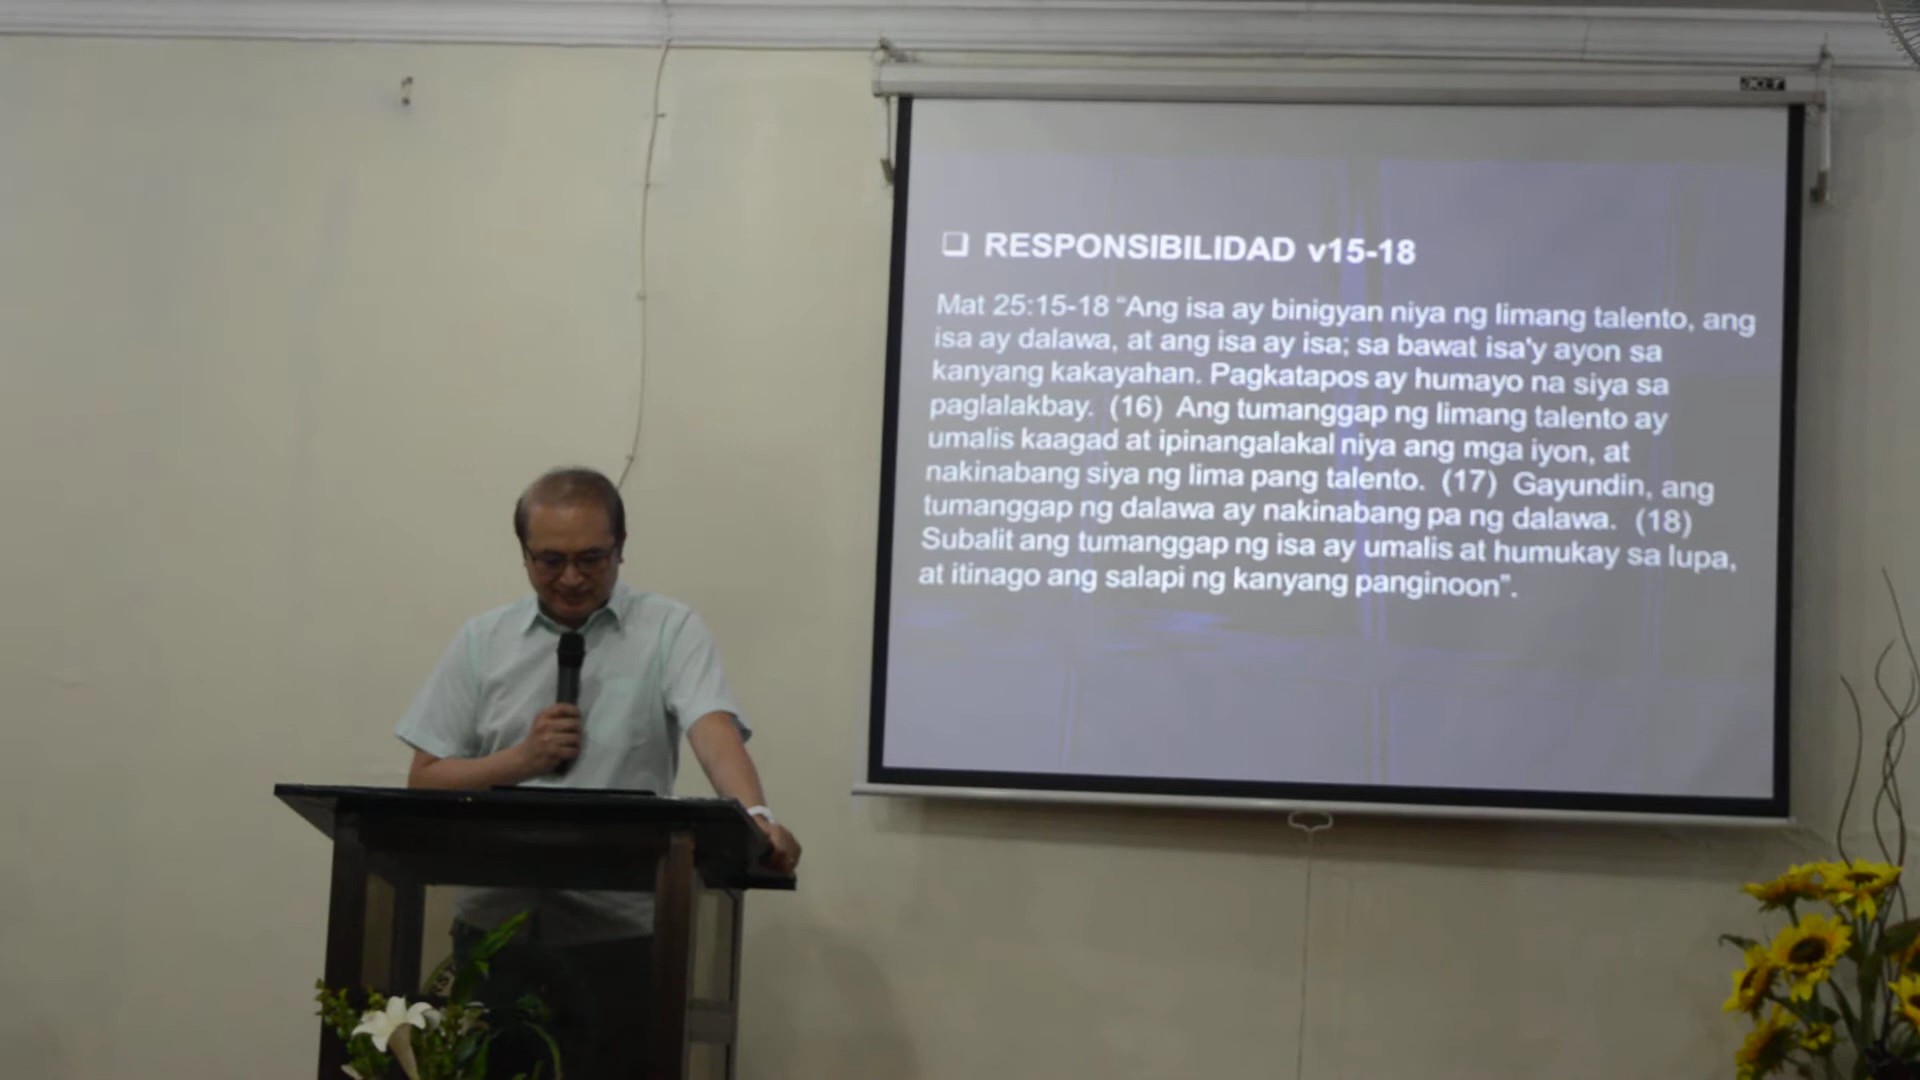 acer
❑ RESPONSIBILIDAD v15-18
Mat 25:15-18 “Ang isa ay binigyan niya ng limang talento, ang
isa ay dalawa, at ang isa ay isa; sa bawat isa'y ayon sa
kanyang kakayahan. Pagkatapos ay humayo na siya sa
paglalakbay. (16) Ang tumanggap ng limang talento ay
umalis kaagad at ipinangalakal niya ang mga iyon, at
nakinabang siya ng lima pang talento. (17) Gayundin, ang
tumanggap ng dalawa ay nakinabang pa ng dalawa. (18)
Subalit ang tumanggap ng isa ay umalis at humukay sa lupa,
at itinago ang salapi ng kanyang panginoon”.